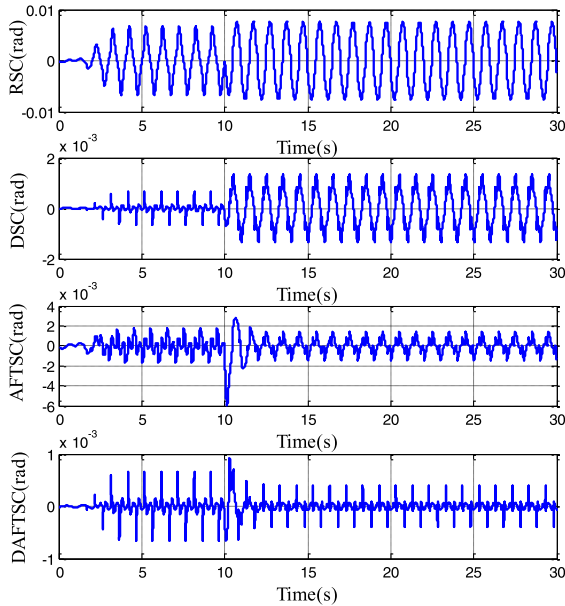 0.01
RSC(rad)
0
-0.01
0 5 10 15 20 25 30
Time(s)
x 10⁻³
2
DSC(rad)
0
-2
0 5 10 15 20 25 30
Time(s)
x 10⁻³
4
2
AFTSC(rad)
0
-2
-4
-6
0 5 10 15 20 25 30
Time(s)
x 10⁻³
1
DAFTSC(rad)
0
-1
0 5 10 15 20 25 30
Time(s)